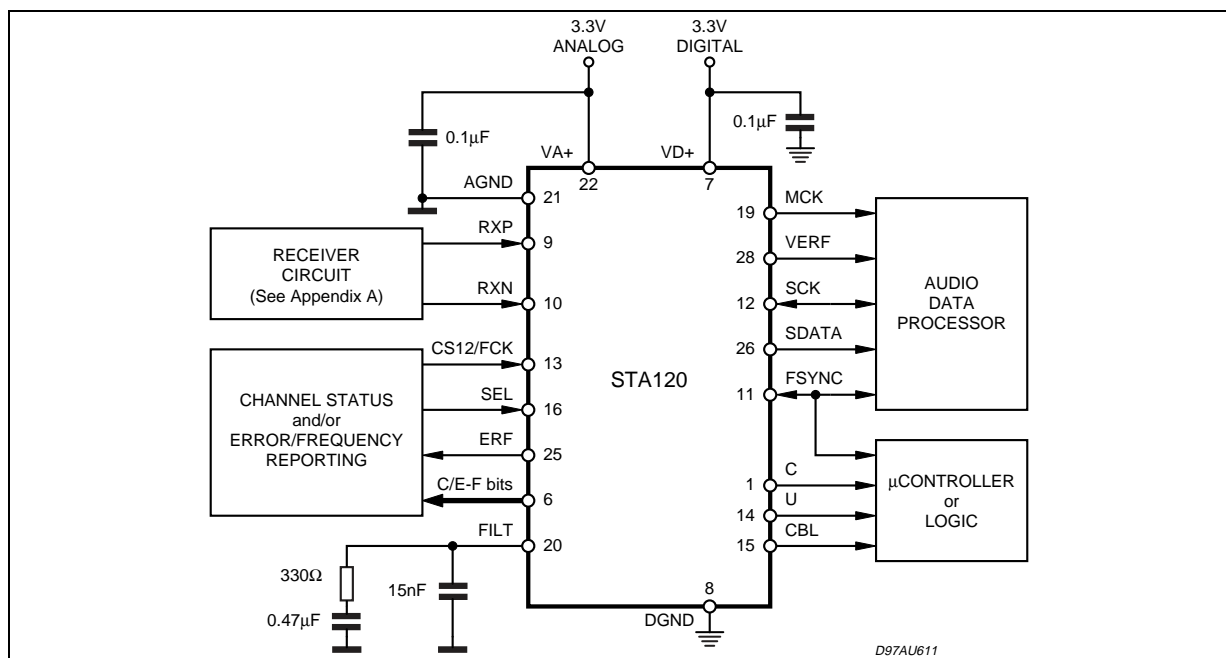 3.3V
ANALOG
3.3V
DIGITAL
0.1µF
0.1µF
VA+
VD+
22
7
AGND
21
RXP
9
RXN
10
RECEIVER
CIRCUIT
(See Appendix A)
CS12/FCK
13
SEL
16
ERF
25
C/E-F bits
6
CHANNEL STATUS
and/or
ERROR/FREQUENCY
REPORTING
FILT
20
330Ω
0.47µF
15nF
STA120
19
MCK
28
VERF
12
SCK
26
SDATA
11
FSYNC
AUDIO
DATA
PROCESSOR
1
C
14
U
15
CBL
µCONTROLLER
or
LOGIC
8
DGND
D97AU611